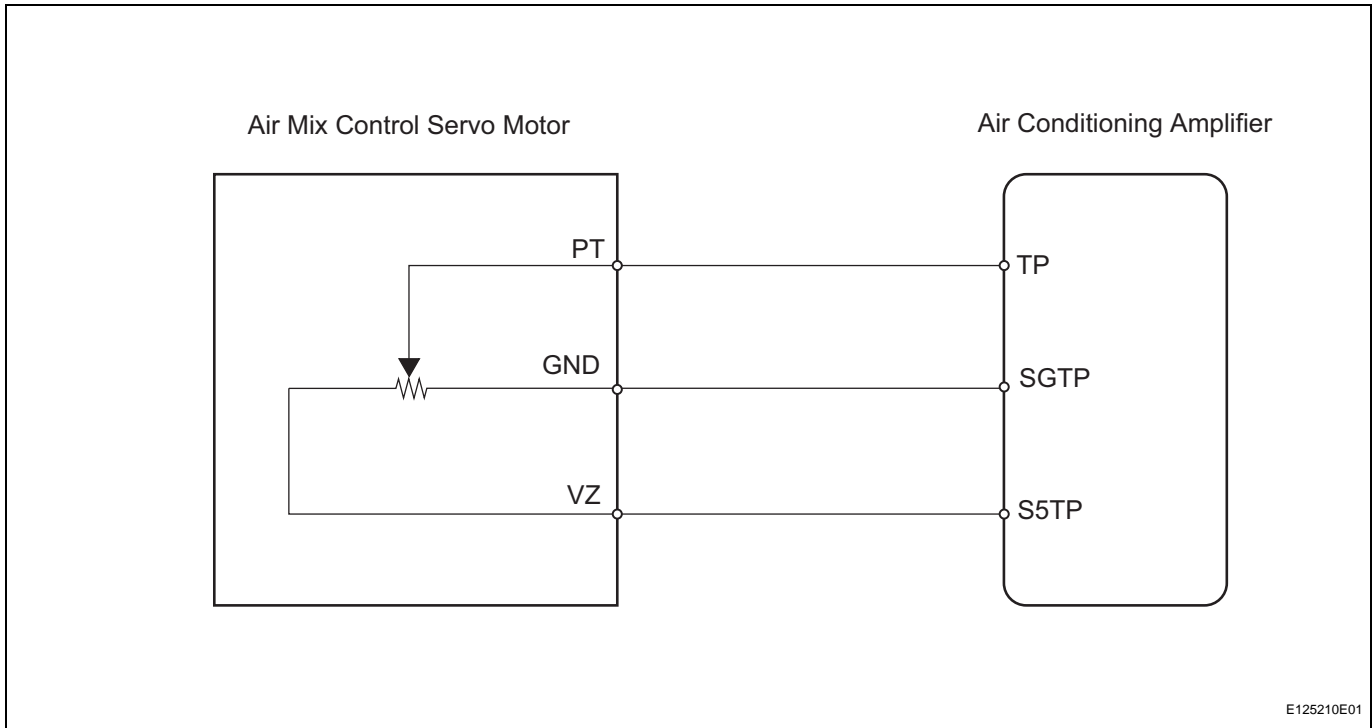 Air Mix Control Servo Motor
Air Conditioning Amplifier
PT
TP
GND
SGTP
VZ
S5TP
E125210E01